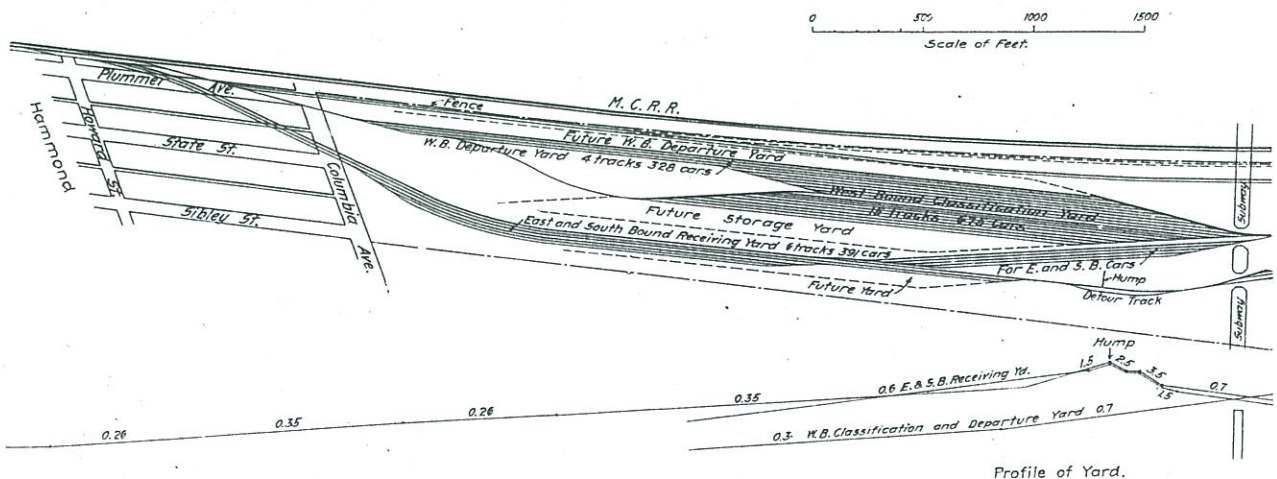 0 500 1000 1500
Scale of Feet.
Plummer Ave.
Fence
M. C. R. R.
Hammond
Howard St.
State St.
Columbia Ave.
Sibley St.
Future W. B. Departure Yard
W. B. Departure Yard 4 tracks 328 cars
West Bound Classification Yard
18 tracks Cars
Future Storage Yard
East and South Bound Receiving Yard 6 tracks 391 cars
For E. and S. B. Cars
Hump
Future Yard
Detour Track
Subway
Subway
Hump
1.5 2.5 3.5 1.5 0.7
0.6 E. & S. B. Receiving Yd.
0.26 0.35 0.26 0.35
0.3 W. B. Classification and Departure Yard 0.7
Profile of Yard.